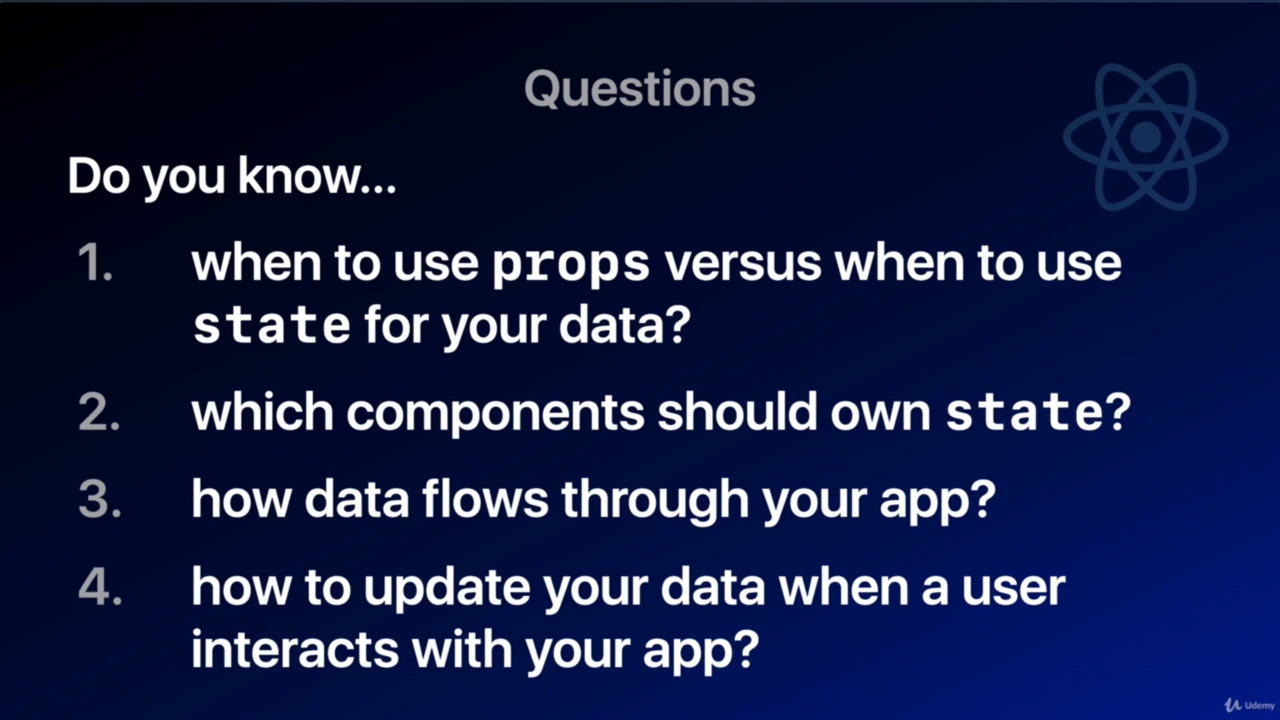 Questions
Do you know...
1. when to use props versus when to use
state for your data?
2. which components should own state?
3. how data flows through your app?
4. how to update your data when a user
interacts with your app?
Udemy